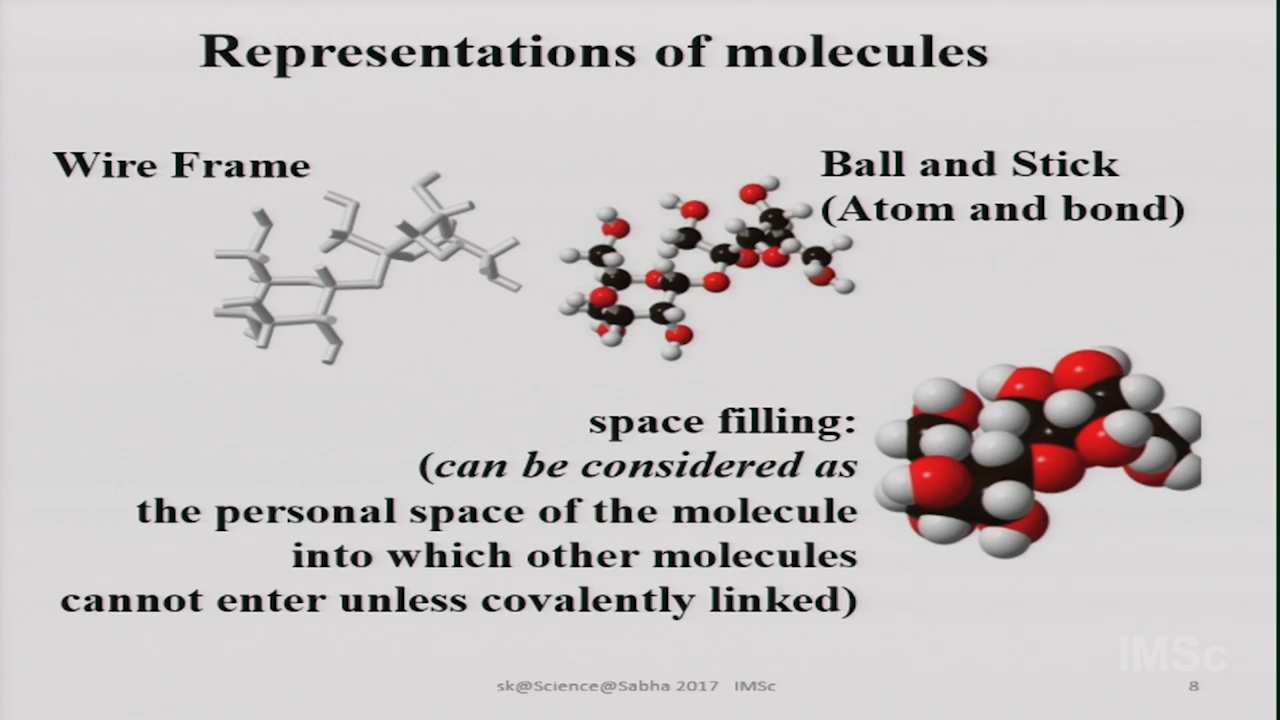 Representations of molecules
Wire Frame
Ball and Stick
(Atom and bond)
space filling:
(can be considered as
the personal space of the molecule
into which other molecules
cannot enter unless covalently linked)
IMSc
sk@Science@Sabha 2017 IMSc
8